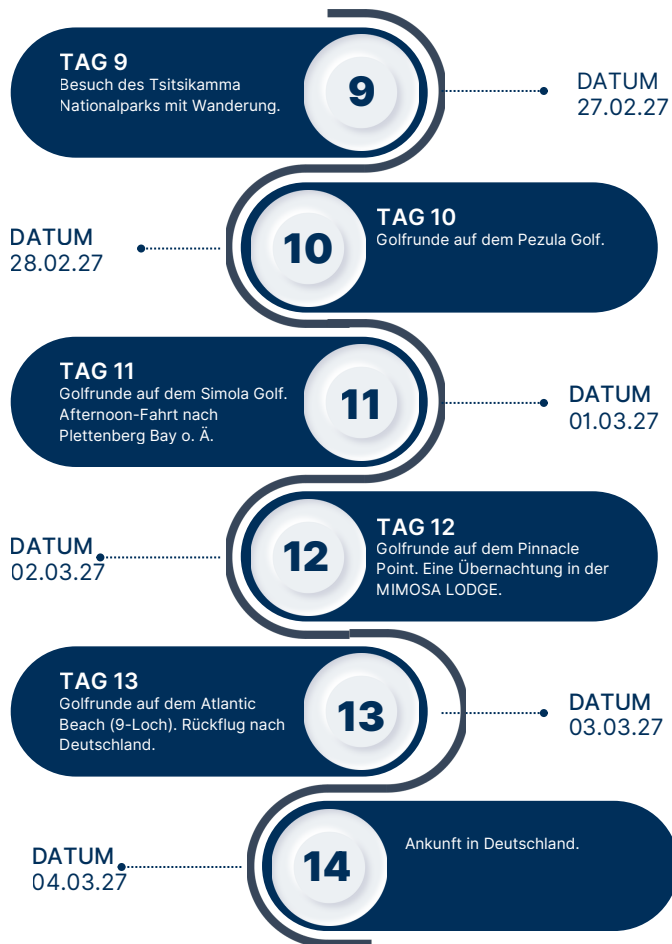 TAG 9
Besuch des Tsitsikamma
Nationalparks mit Wanderung.
9
DATUM
27.02.27
DATUM
28.02.27
10
TAG 10
Golfrunde auf dem Pezula Golf.
TAG 11
Golfrunde auf dem Simola Golf.
Afternoon-Fahrt nach
Plettenberg Bay o. Ä.
11
DATUM
01.03.27
DATUM
02.03.27
12
TAG 12
Golfrunde auf dem Pinnacle
Point. Eine Übernachtung in der
MIMOSA LODGE.
TAG 13
Golfrunde auf dem Atlantic
Beach (9-Loch). Rückflug nach
Deutschland.
13
DATUM
03.03.27
DATUM
04.03.27
14
Ankunft in Deutschland.